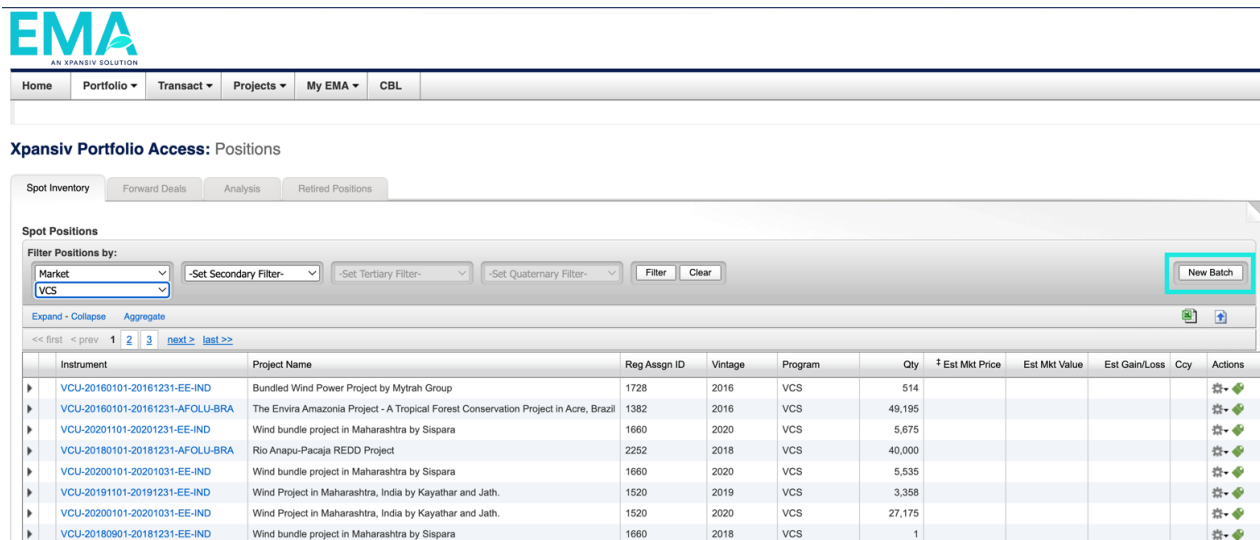 EMA
AN XPANSIV SOLUTION
Home Portfolio Transact Projects My EMA CBL
Xpansiv Portfolio Access: Positions
Spot Inventory Forward Deals Analysis Retired Positions
Spot Positions
Filter Positions by:
Market -Set Secondary Filter- -Set Tertiary Filter- -Set Quaternary Filter- Filter Clear New Batch
VCS
Expand - Collapse Aggregate
<< first < prev 1 2 3 next > last >>
Instrument Project Name Reg Assgn ID Vintage Program Qty ‡ Est Mkt Price Est Mkt Value Est Gain/Loss Ccy Actions
VCU-20160101-20161231-EE-IND Bundled Wind Power Project by Mytrah Group 1728 2016 VCS 514
VCU-20160101-20161231-AFOLU-BRA The Envira Amazonia Project - A Tropical Forest Conservation Project in Acre, Brazil 1382 2016 VCS 49,195
VCU-20201101-20201231-EE-IND Wind bundle project in Maharashtra by Sispara 1660 2020 VCS 5,675
VCU-20180101-20181231-AFOLU-BRA Rio Anapu-Pacaja REDD Project 2252 2018 VCS 40,000
VCU-20200101-20201031-EE-IND Wind bundle project in Maharashtra by Sispara 1660 2020 VCS 5,535
VCU-20191101-20191231-EE-IND Wind Project in Maharashtra, India by Kayathar and Jath. 1520 2019 VCS 3,358
VCU-20200101-20201031-EE-IND Wind Project in Maharashtra, India by Kayathar and Jath. 1520 2020 VCS 27,175
VCU-20180901-20181231-EE-IND Wind bundle project in Maharashtra by Sispara 1660 2018 VCS 1